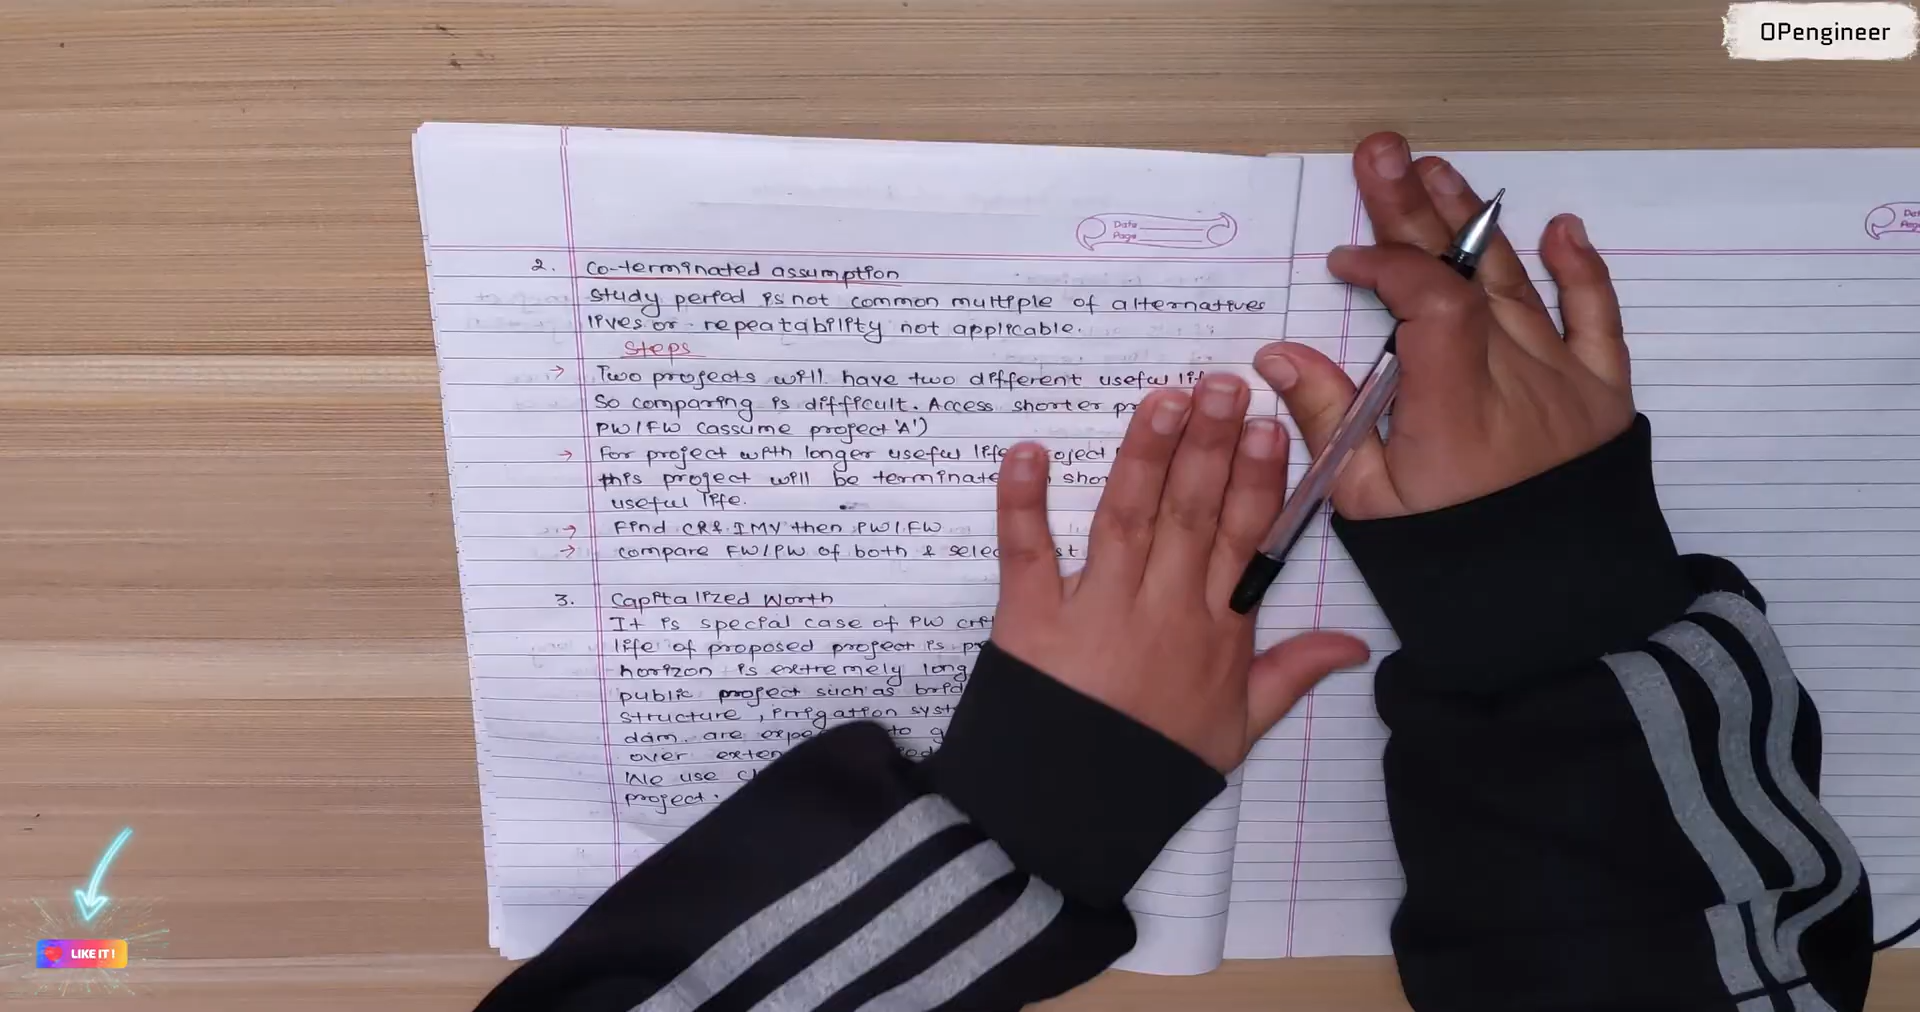 OPengineer
Date
Page
2. Co-terminated assumption
Study period is not common multiple of alternatives
lives or repeatability not applicable.
Steps
→ Two projects will have two different useful
So comparing is difficult. Access shorter
PW/FW (assume project 'A')
→ For project with longer useful life
this project will be
useful life.
→ Find CR & IMV then PW/FW
→ compare FW/PW of both &
3. Capitalized Worth
It is special case of PW
life of proposed project is
horizon is extremely long
public project such as
structure, irrigation
dam. are to
over
We use
project.
LIKE IT !